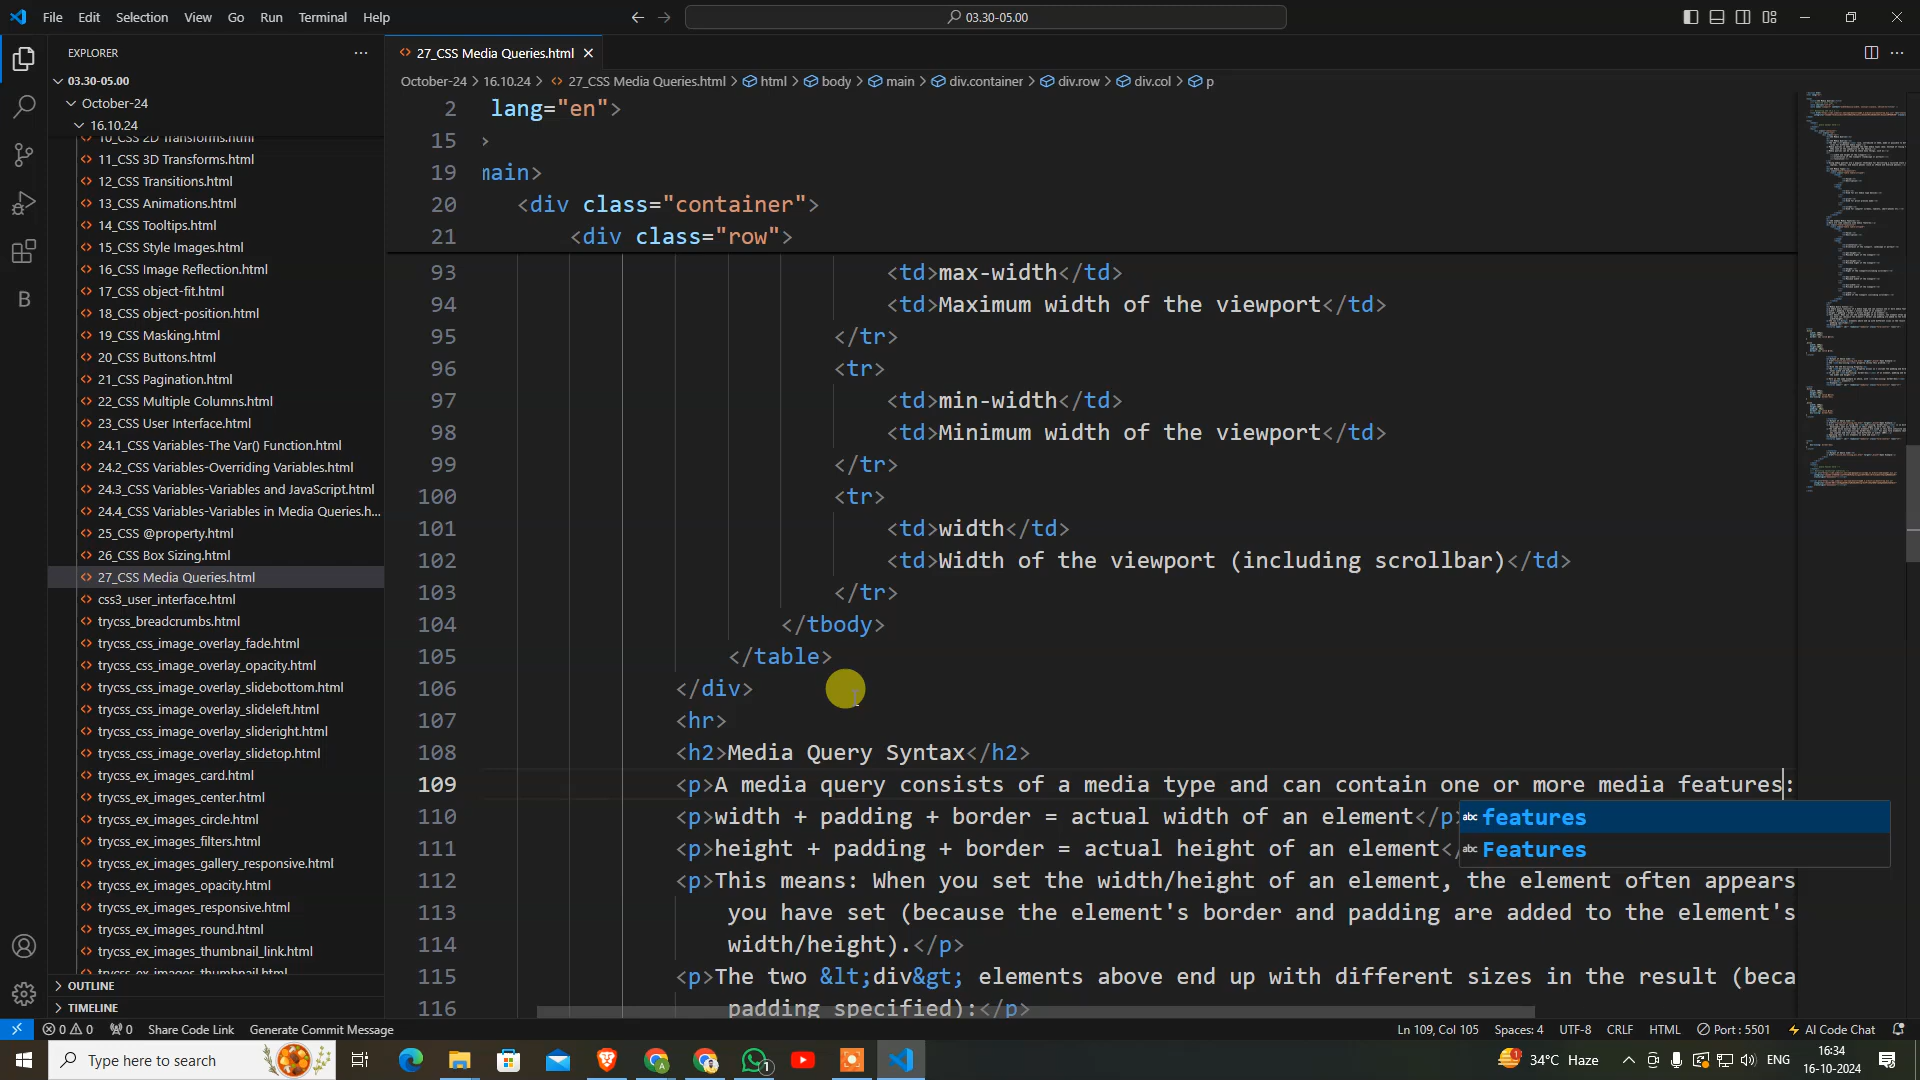 File Edit Selection View Go Run Terminal Help
03.30-05.00
EXPLORER
27_CSS Media Queries.html
03.30-05.00
October-24
16.10.24
10_CSS 2D Transforms.html
11_CSS 3D Transforms.html
12_CSS Transitions.html
13_CSS Animations.html
14_CSS Tooltips.html
15_CSS Style Images.html
16_CSS Image Reflection.html
17_CSS object-fit.html
18_CSS object-position.html
19_CSS Masking.html
20_CSS Buttons.html
21_CSS Pagination.html
22_CSS Multiple Columns.html
23_CSS User Interface.html
24.1_CSS Variables-The Var() Function.html
24.2_CSS Variables-Overriding Variables.html
24.3_CSS Variables-Variables and JavaScript.html
24.4_CSS Variables-Variables in Media Queries.h...
25_CSS @property.html
26_CSS Box Sizing.html
27_CSS Media Queries.html
css3_user_interface.html
trycss_breadcrumbs.html
trycss_css_image_overlay_fade.html
trycss_css_image_overlay_opacity.html
trycss_css_image_overlay_slidebottom.html
trycss_css_image_overlay_slideleft.html
trycss_css_image_overlay_slideright.html
trycss_css_image_overlay_slidetop.html
trycss_ex_images_card.html
trycss_ex_images_center.html
trycss_ex_images_circle.html
trycss_ex_images_filters.html
trycss_ex_images_gallery_responsive.html
trycss_ex_images_opacity.html
trycss_ex_images_responsive.html
trycss_ex_images_round.html
trycss_ex_images_thumbnail_link.html
trycss_ex_images_thumbnail.html
OUTLINE
TIMELINE
October-24 > 16.10.24 > 27_CSS Media Queries.html > html > body > main > div.container > div.row > div.col > p
2 lang="en">
15 >
19 main>
20 <div class="container">
21 <div class="row">
93 <td>max-width</td>
94 <td>Maximum width of the viewport</td>
95 </tr>
96 <tr>
97 <td>min-width</td>
98 <td>Minimum width of the viewport</td>
99 </tr>
100 <tr>
101 <td>width</td>
102 <td>Width of the viewport (including scrollbar)</td>
103 </tr>
104 </tbody>
105 </table>
106 </div>
107 <hr>
108 <h2>Media Query Syntax</h2>
109 <p>A media query consists of a media type and can contain one or more media features:
110 <p>width + padding + border = actual width of an element</p>
111 <p>height + padding + border = actual height of an element</
112 <p>This means: When you set the width/height of an element, the element often appears
113 you have set (because the element's border and padding are added to the element's
114 width/height).</p>
115 <p>The two &lt;div&gt; elements above end up with different sizes in the result (beca
116 padding specified):</p>
abc features
abc Features
0 0 0 Share Code Link Generate Commit Message Ln 109, Col 105 Spaces: 4 UTF-8 CRLF HTML Port : 5501 AI Code Chat
Type here to search 1 34°C Haze ENG 16:34
16-10-2024